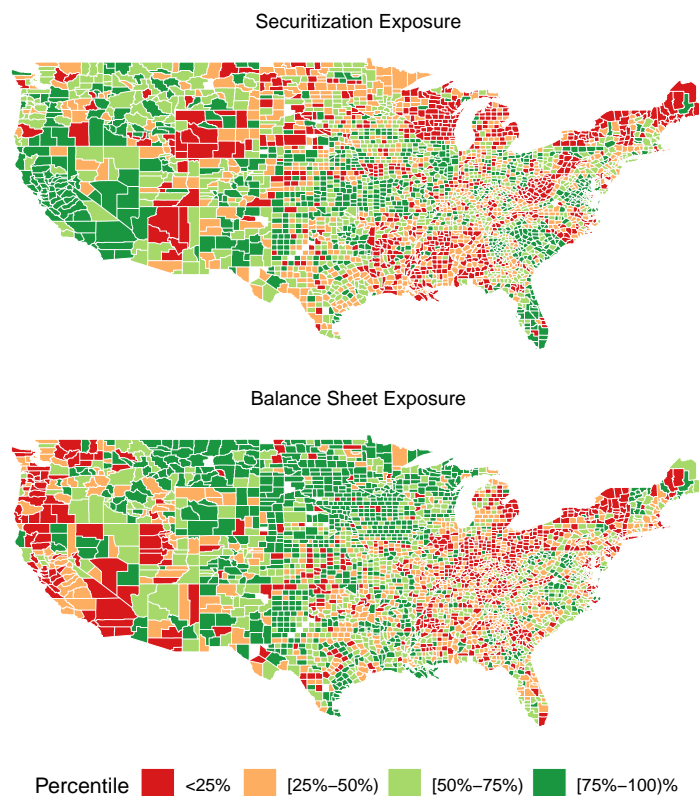 Securitization Exposure
Balance Sheet Exposure
Percentile <25% [25%–50%) [50%–75%) [75%–100)%